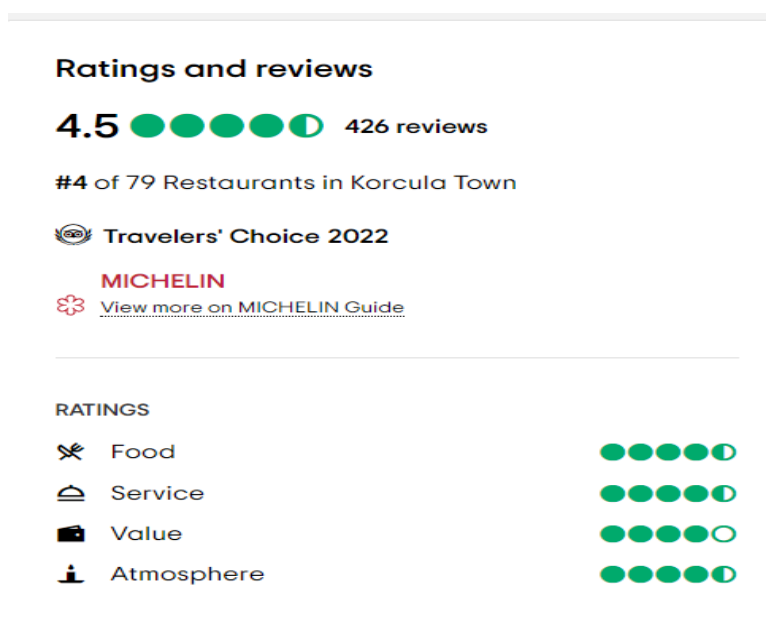 Ratings and reviews
4.5 426 reviews
#4 of 79 Restaurants in Korcula Town
Travelers' Choice 2022
MICHELIN
View more on MICHELIN Guide
RATINGS
Food
Service
Value
Atmosphere